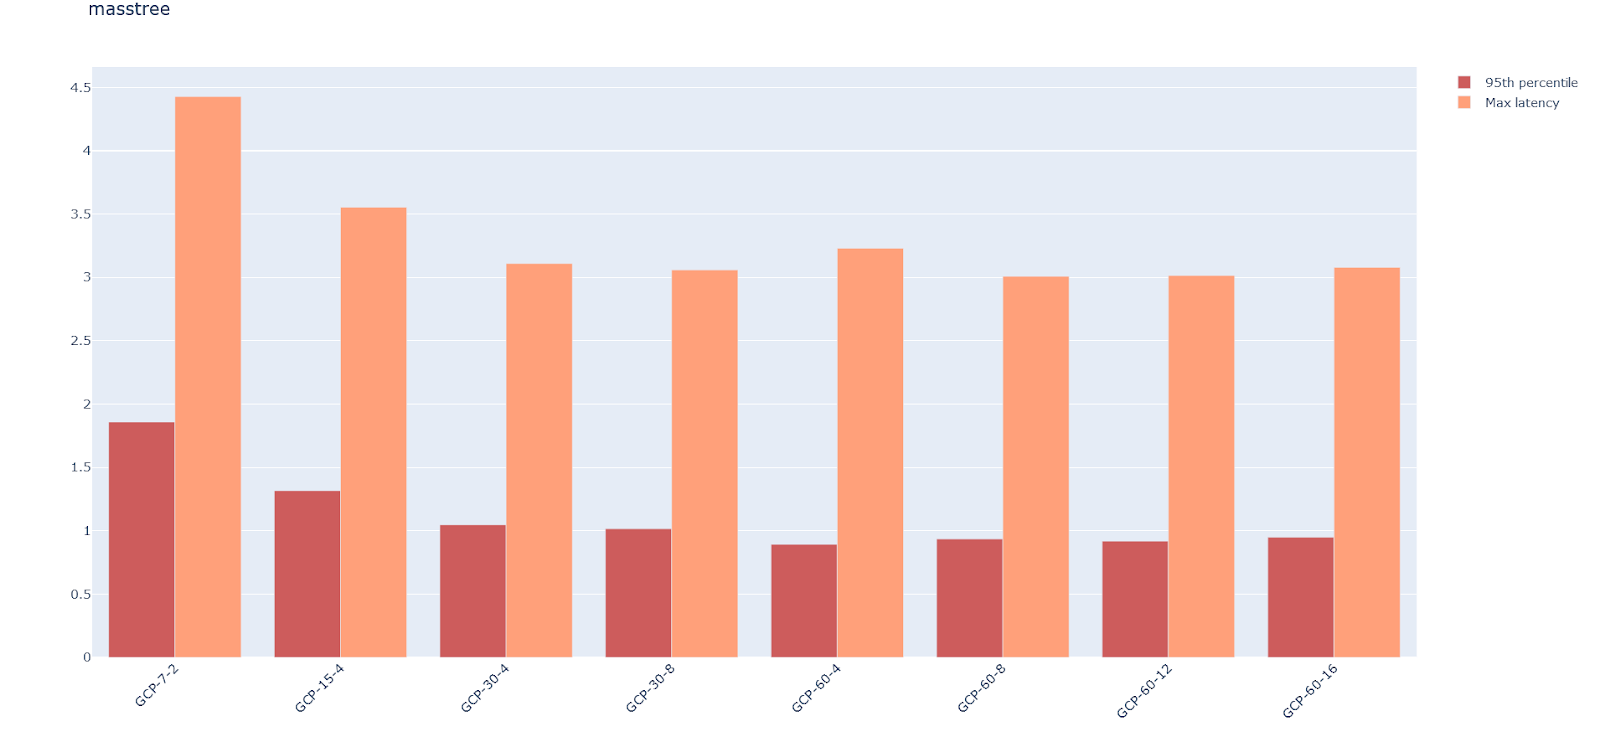 masstree
4.5
4
3.5
3
2.5
2
1.5
1
0.5
0
GCP-7-2
GCP-15-4
GCP-30-4
GCP-30-8
GCP-60-4
GCP-60-8
GCP-60-12
GCP-60-16
95th percentile
Max latency